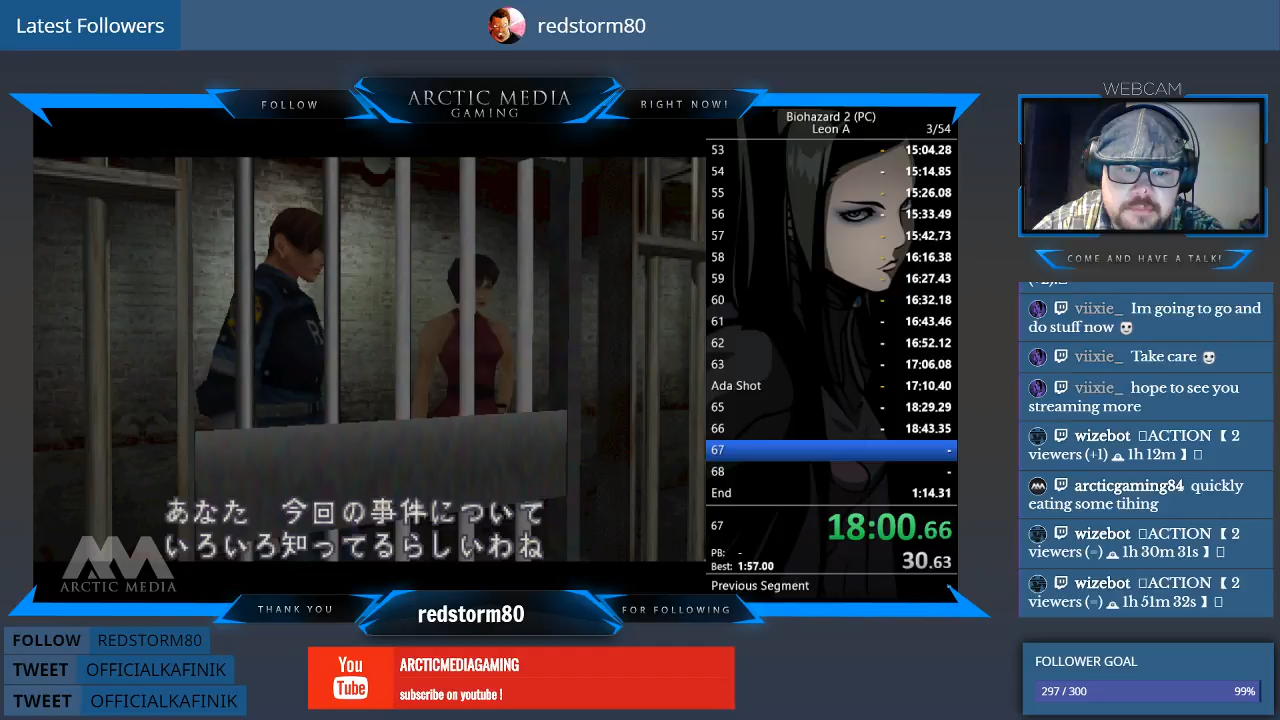 Latest Followers
redstorm80
FOLLOW
ARCTIC MEDIA
GAMING
RIGHT NOW!
Biohazard 2 (PC)
Leon A
3/54
53 - 15:04.28
54 - 15:14.85
55 - 15:26.08
56 - 15:33.49
57 - 15:42.73
58 - 16:16.38
59 - 16:27.43
60 - 16:32.18
61 - 16:43.46
62 - 16:52.12
63 - 17:06.08
Ada Shot - 17:10.40
65 - 18:29.29
66 - 18:43.35
67 -
68 -
End 1:14.31
67 18:00.66
PB: -
Best: 1:57.00
30.63
Previous Segment -
あなた 今回の事件について
いろいろ知ってるらしいわね
AM
ARCTIC MEDIA
THANK YOU
redstorm80
FOR FOLLOWING
WEBCAM
COME AND HAVE A TALK!
viixie_ Im going to go and
do stuff now
viixie_ Take care
viixie_ hope to see you
streaming more
wizebot ACTION 【 2
viewers (+1) 1h 12m 】
arcticgaming84 quickly
eating some tihing
wizebot ACTION 【 2
viewers (=) 1h 30m 31s 】
wizebot ACTION 【 2
viewers (=) 1h 51m 32s 】
FOLLOW REDSTORM80
TWEET OFFICIALKAFINIK
TWEET OFFICIALKAFINIK
You
Tube
ARCTICMEDIAGAMING
subscribe on youtube !
FOLLOWER GOAL
297 / 300
99%